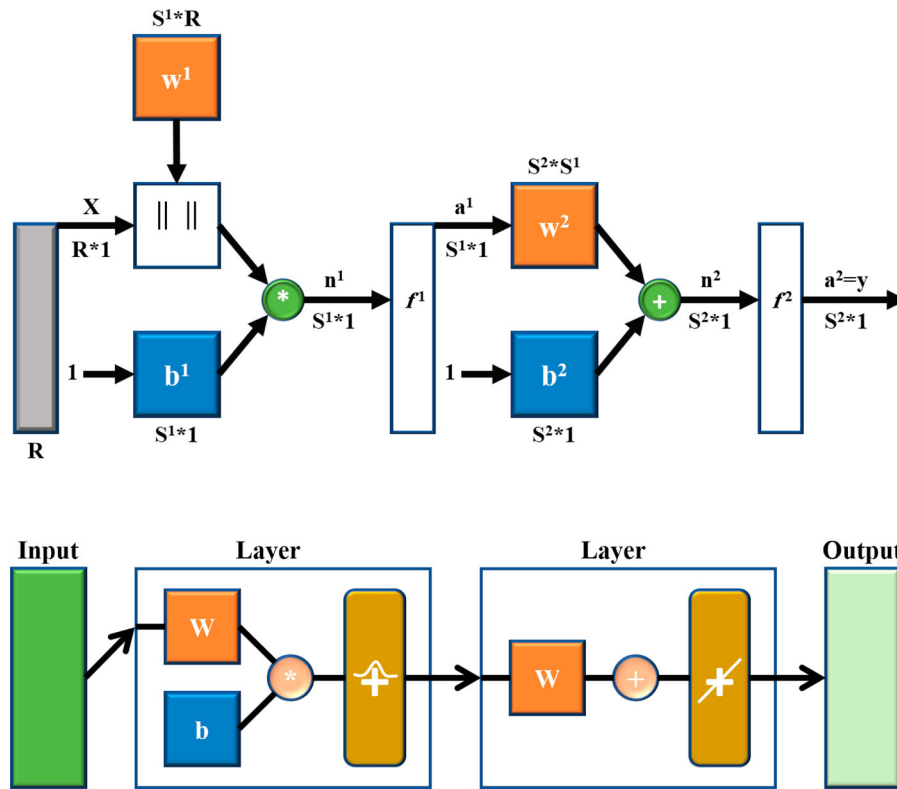 S¹*R
w¹
S²*S¹
X
|| ||
a¹
w²
R*1
S¹*1
n¹
n²
a²=y
*
f¹
+
f²
S¹*1
S²*1
S²*1
1
b¹
1
b²
S¹*1
S²*1
R
Input
Layer
Layer
Output
W
*
W
+
b